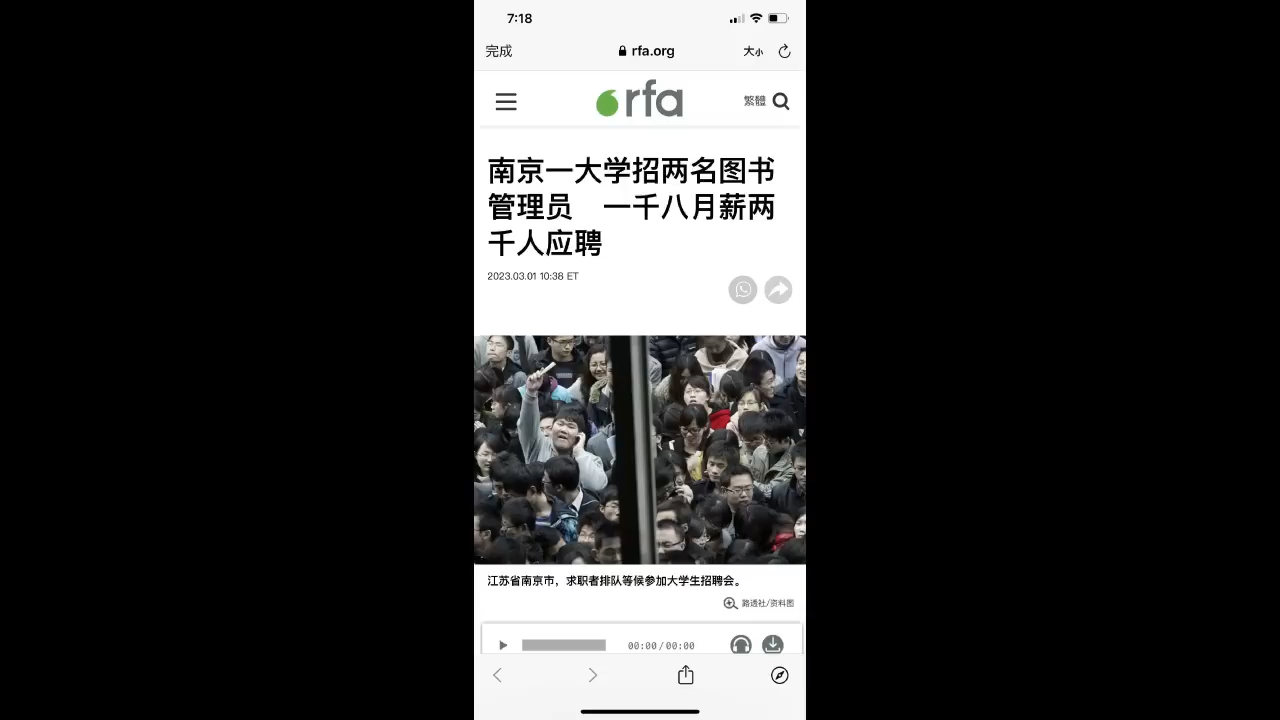 7:18
完成
rfa.org
大小
rfa
繁體
南京一大学招两名图书
管理员　一千八月薪两
千人应聘
2023.03.01 10:38 ET
江苏省南京市，求职者排队等候参加大学生招聘会。
路透社/资料图
00:00/00:00